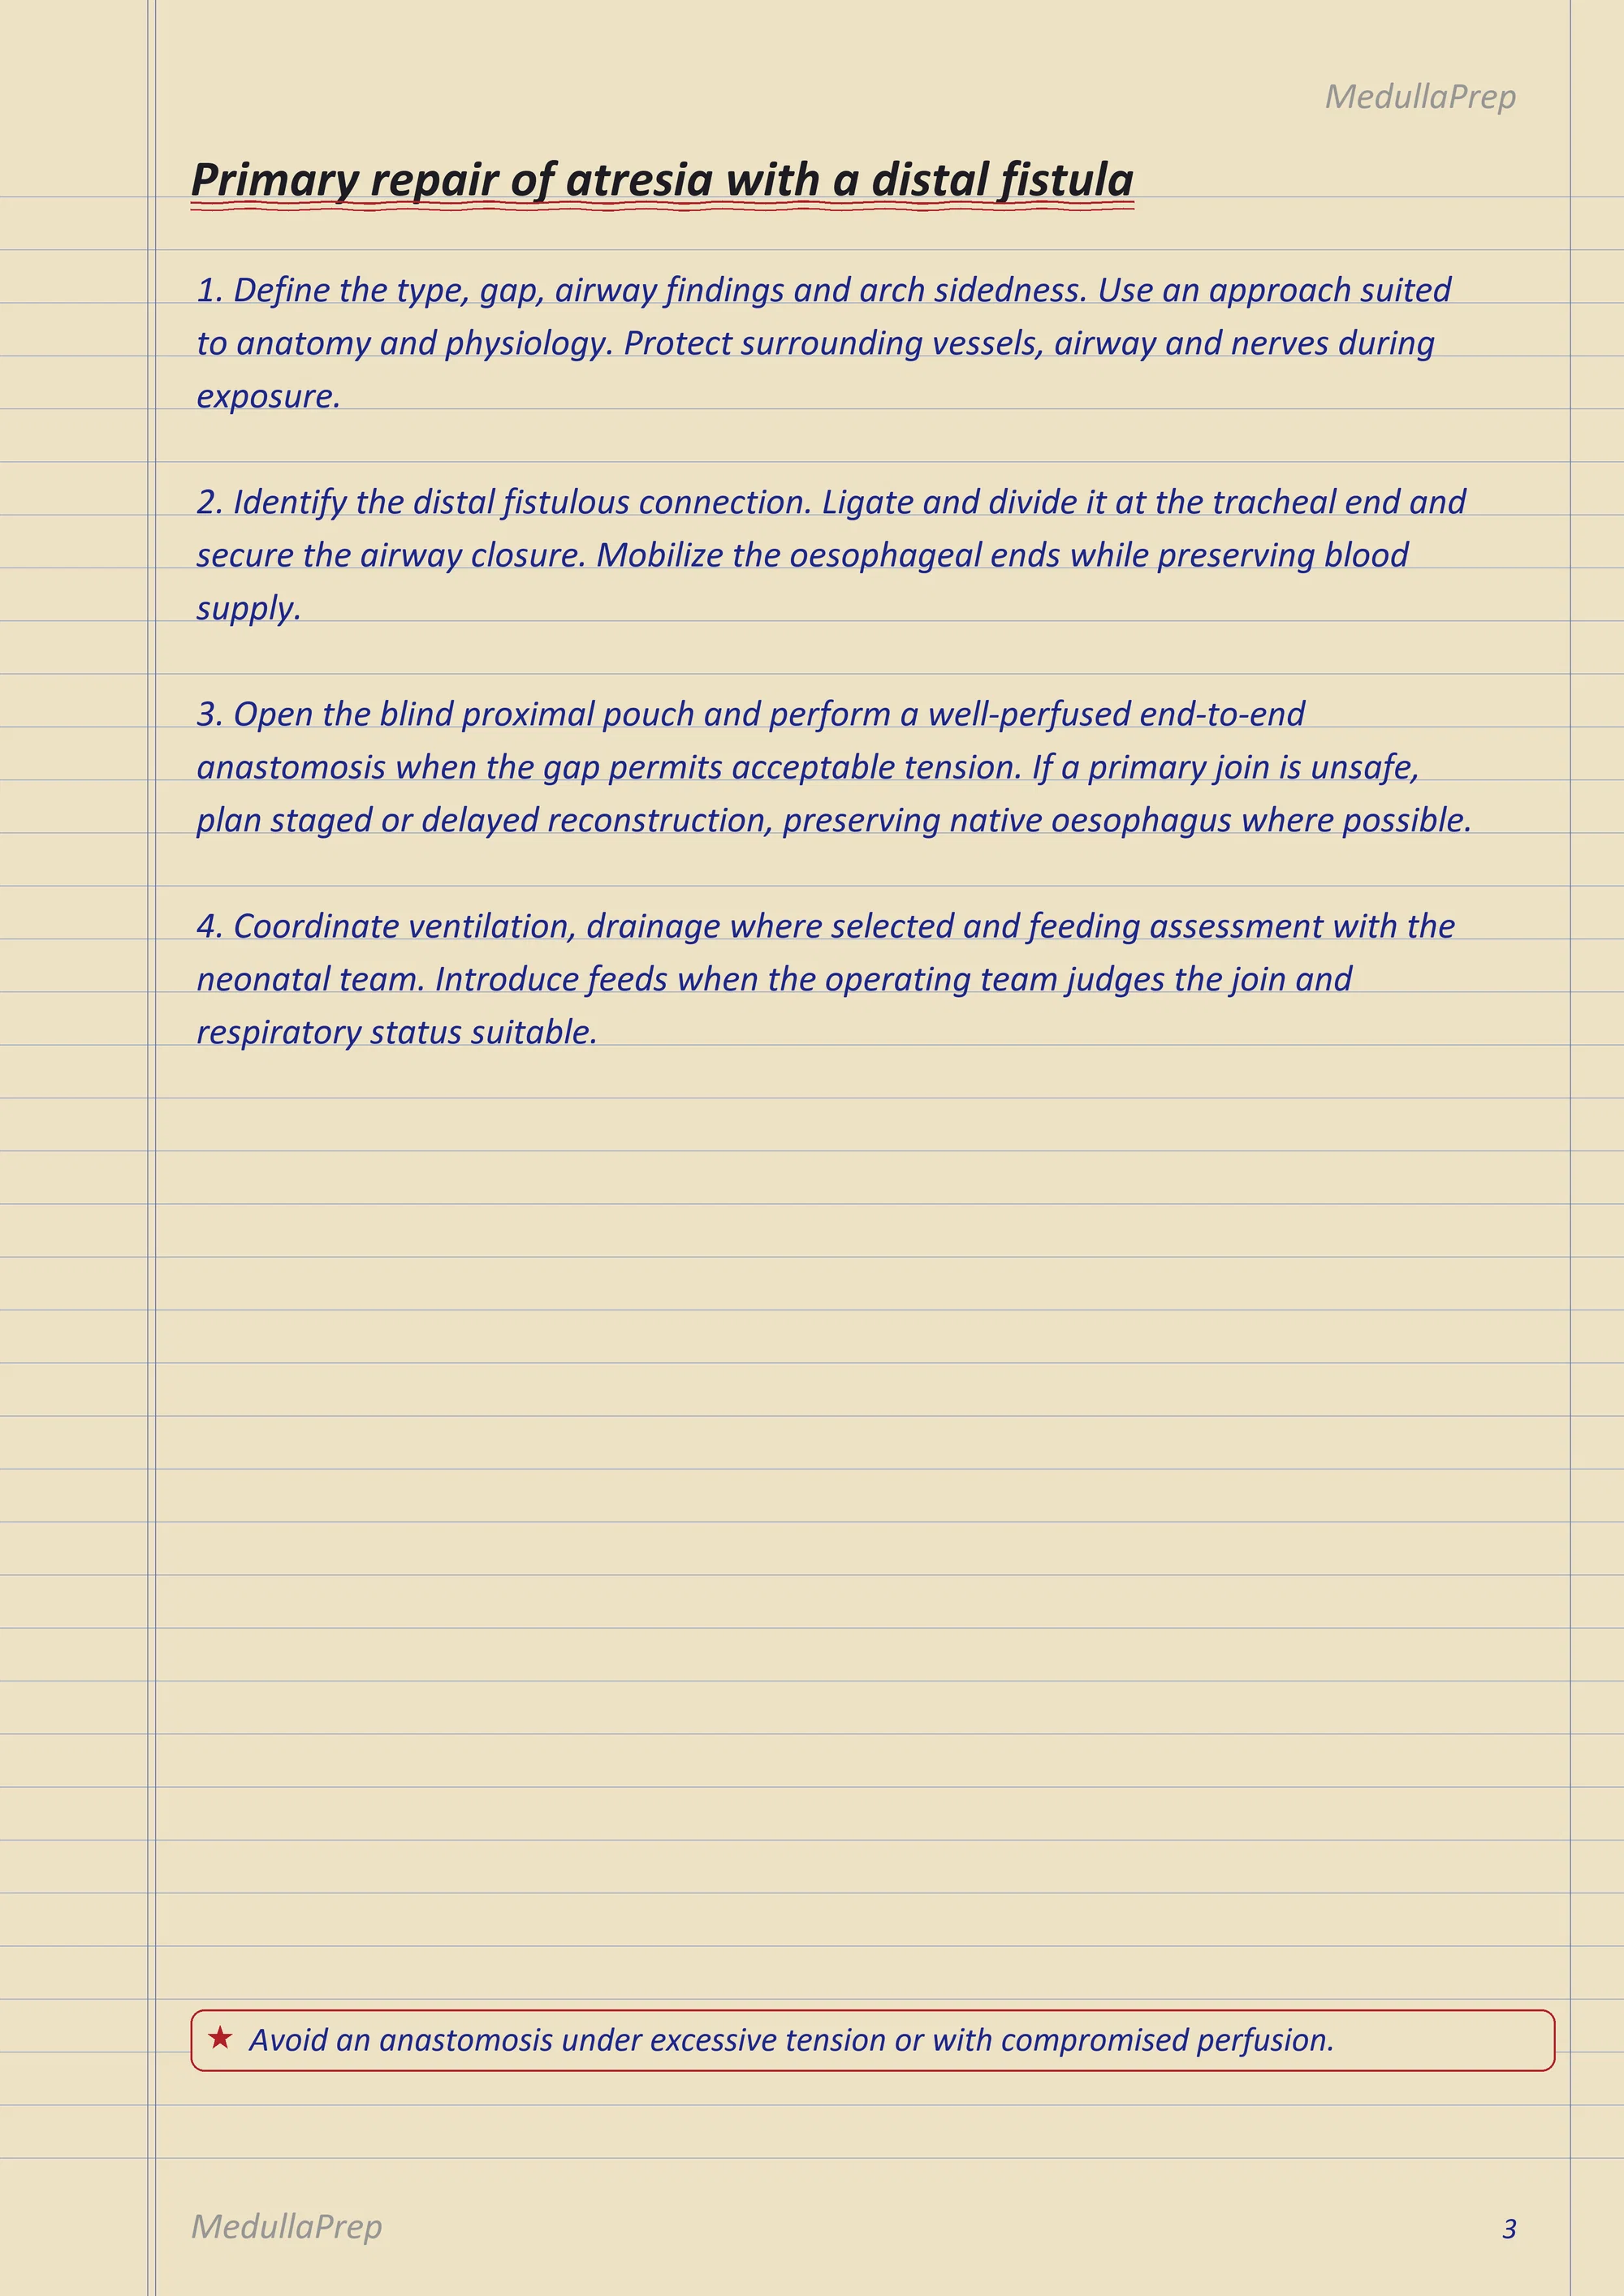 MedullaPrep
Primary repair of atresia with a distal fistula
1. Define the type, gap, airway findings and arch sidedness. Use an approach suited
to anatomy and physiology. Protect surrounding vessels, airway and nerves during
exposure.
2. Identify the distal fistulous connection. Ligate and divide it at the tracheal end and
secure the airway closure. Mobilize the oesophageal ends while preserving blood
supply.
3. Open the blind proximal pouch and perform a well-perfused end-to-end
anastomosis when the gap permits acceptable tension. If a primary join is unsafe,
plan staged or delayed reconstruction, preserving native oesophagus where possible.
4. Coordinate ventilation, drainage where selected and feeding assessment with the
neonatal team. Introduce feeds when the operating team judges the join and
respiratory status suitable.
★ Avoid an anastomosis under excessive tension or with compromised perfusion.
MedullaPrep
3